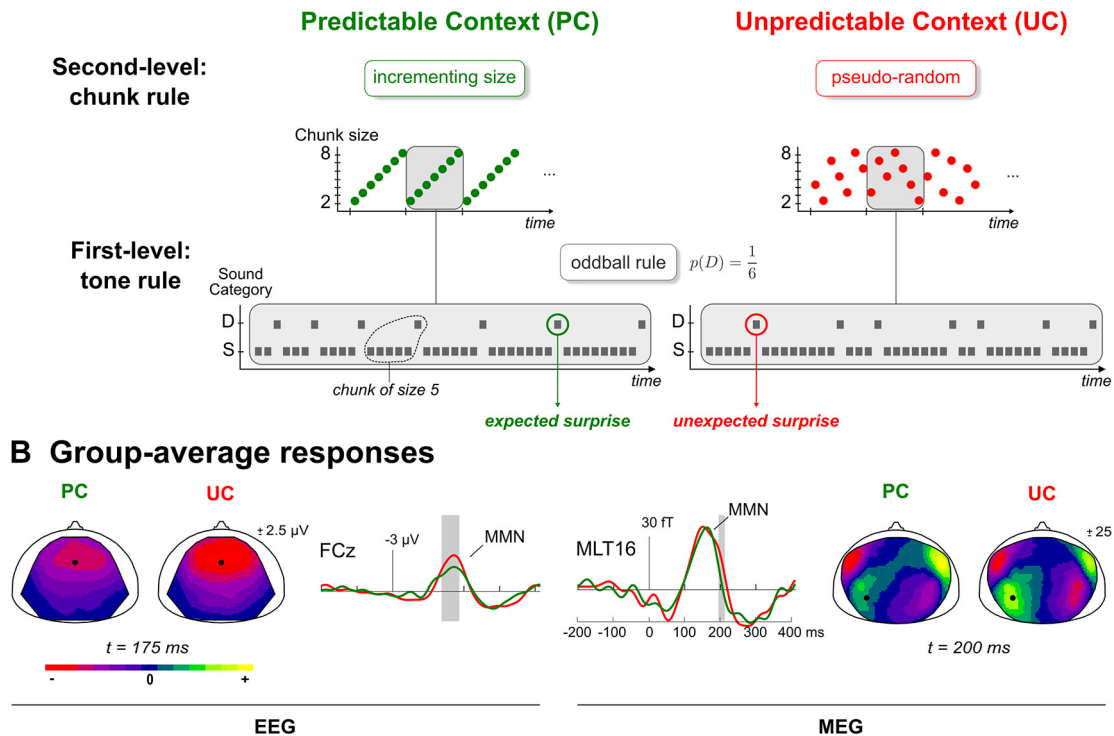 Predictable Context (PC)
Unpredictable Context (UC)
Second-level:
chunk rule
incrementing size
pseudo-random
Chunk size
8
2
...
time
8
2
...
time
First-level:
tone rule
oddball rule p(D) = 1/6
Sound
Category
D
S
chunk of size 5
time
D
S
time
expected surprise
unexpected surprise
B Group-average responses
PC
UC
± 2.5 µV
t = 175 ms
- 0 +
FCz
-3 µV
MMN
MLT16
30 fT
MMN
-200 -100 0 100 200 300 400 ms
PC
UC
± 25
t = 200 ms
EEG
MEG